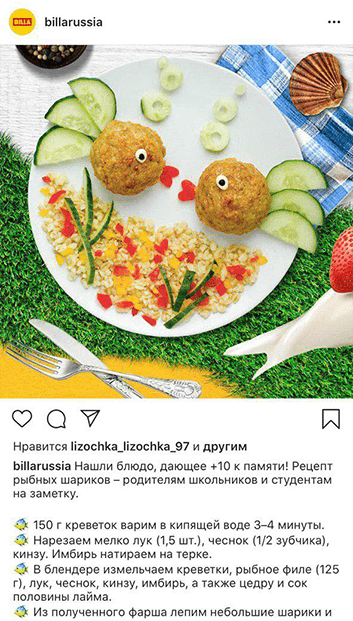 BILLA
billarussia
Нравится lizochka_lizochka_97 и другим
billarussia Нашли блюдо, дающее +10 к памяти! Рецепт
рыбных шариков – родителям школьников и студентам
на заметку.
150 г креветок варим в кипящей воде 3–4 минуты.
Нарезаем мелко лук (1,5 шт.), чеснок (1/2 зубчика),
кинзу. Имбирь натираем на терке.
В блендере измельчаем креветки, рыбное филе (125
г), лук, чеснок, кинзу, имбирь, а также цедру и сок
половины лайма.
Из полученного фарша лепим небольшие шарики и